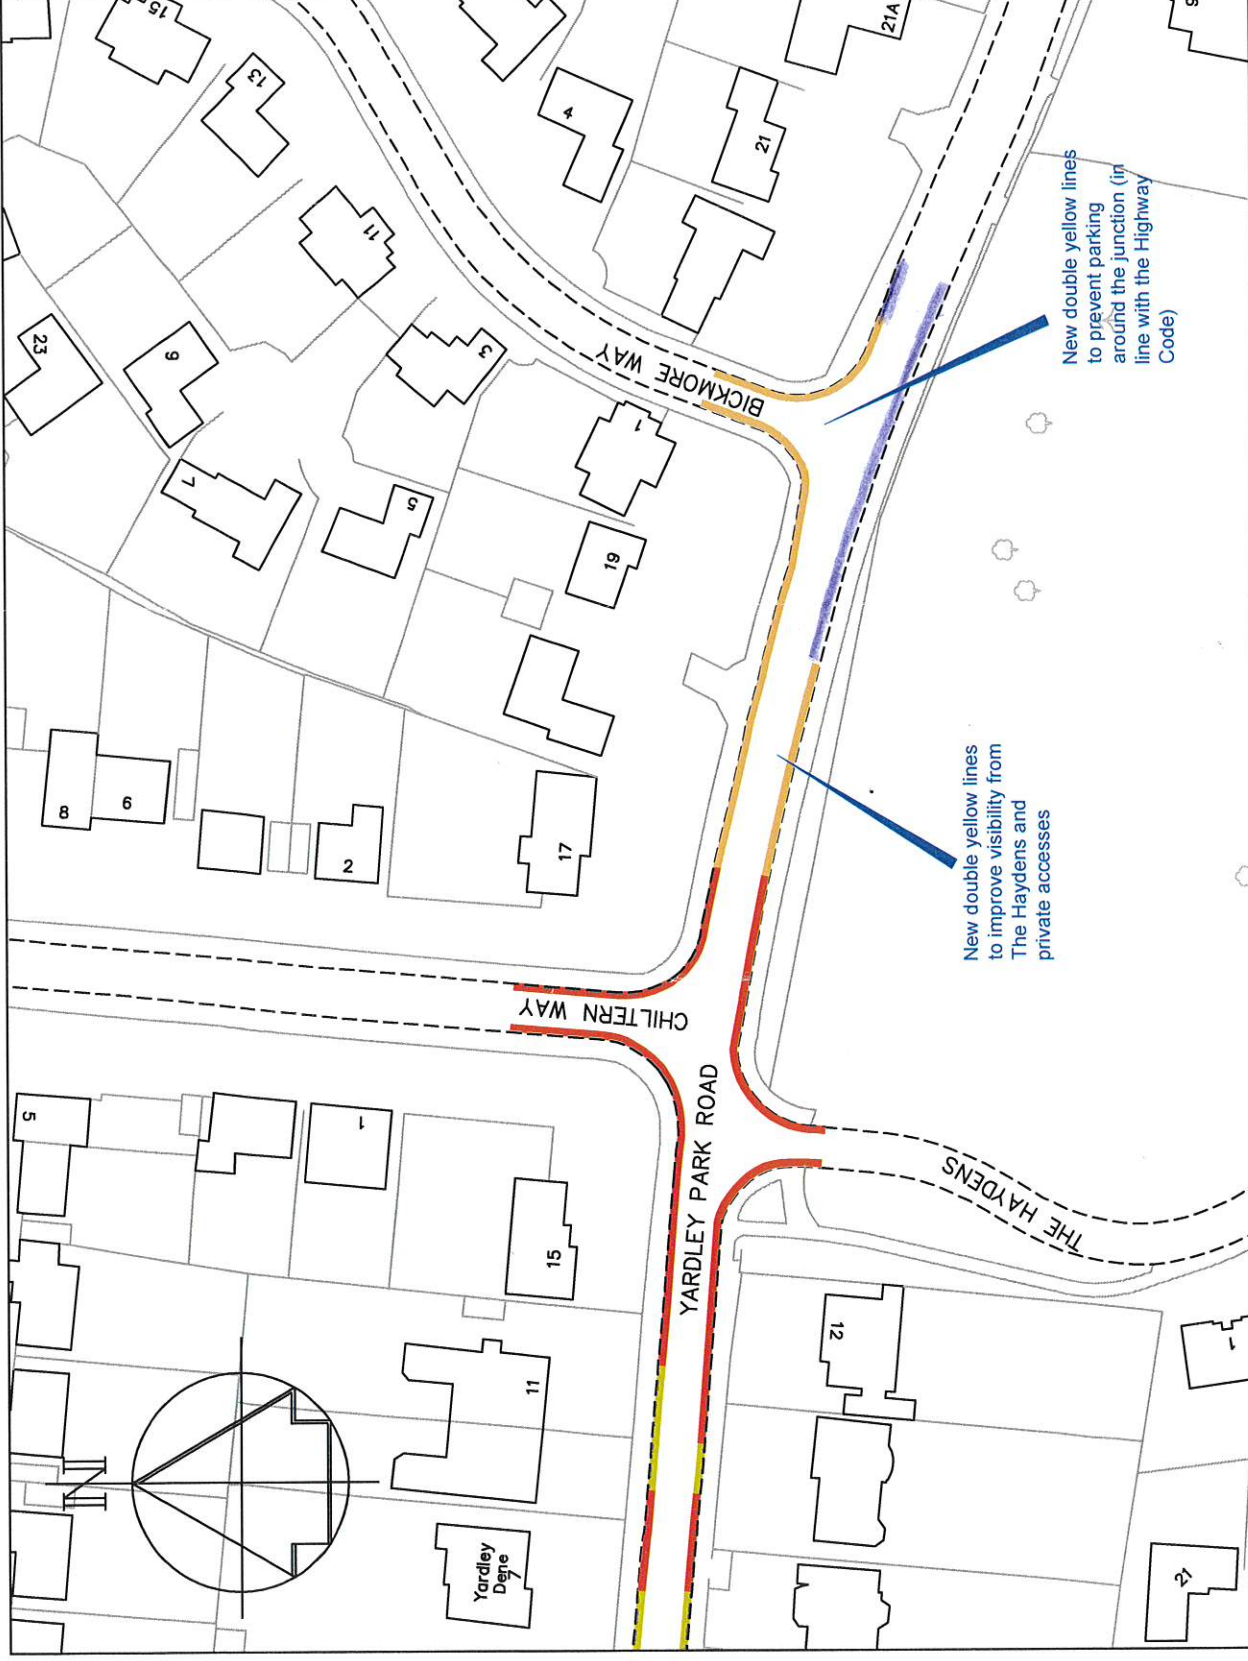 15
13
11
4
21
21A
23
9
3
7
5
1
19
BICKMORE WAY
New double yellow lines
to prevent parking
around the junction (in
line with the Highway
Code)
8
6
2
17
CHILTERN WAY
New double yellow lines
to improve visibility from
The Haydens and
private accesses
5
1
15
YARDLEY PARK ROAD
THE HAYDENS
11
12
1
N
Yardley
Dene
7